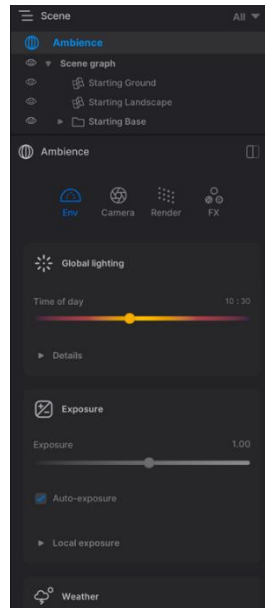 Scene All
Ambience
Scene graph
Starting Ground
Starting Landscape
Starting Base
Ambience
Env Camera Render FX
Global lighting
Time of day 10 : 30
Details
Exposure
Exposure 1.00
Auto-exposure
Local exposure
Weather